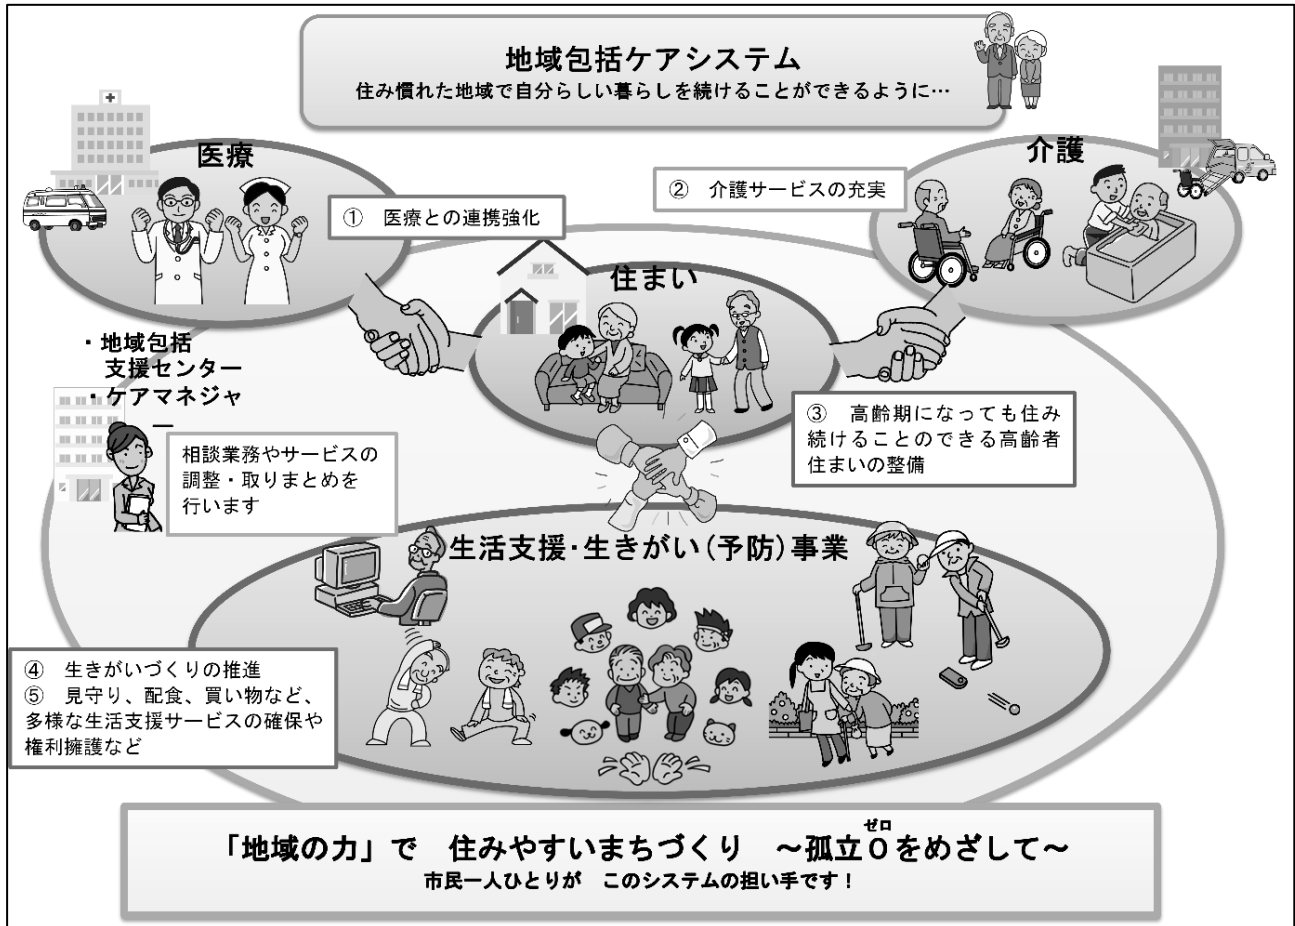 地域包括ケアシステム
住み慣れた地域で自分らしい暮らしを続けることができるように…
医療
介護
① 医療との連携強化
② 介護サービスの充実
住まい
・地域包括
支援センター
・ケアマネジャ
ー
相談業務やサービスの
調整・取りまとめを
行います
③ 高齢期になっても住み
続けることのできる高齢者
住まいの整備
生活支援・生きがい(予防)事業
④ 生きがいづくりの推進
⑤ 見守り、配食、買い物など、
多様な生活支援サービスの確保や
権利擁護など
ゼロ
「地域の力」で 住みやすいまちづくり ～孤立0をめざして～
市民一人ひとりが このシステムの担い手です！